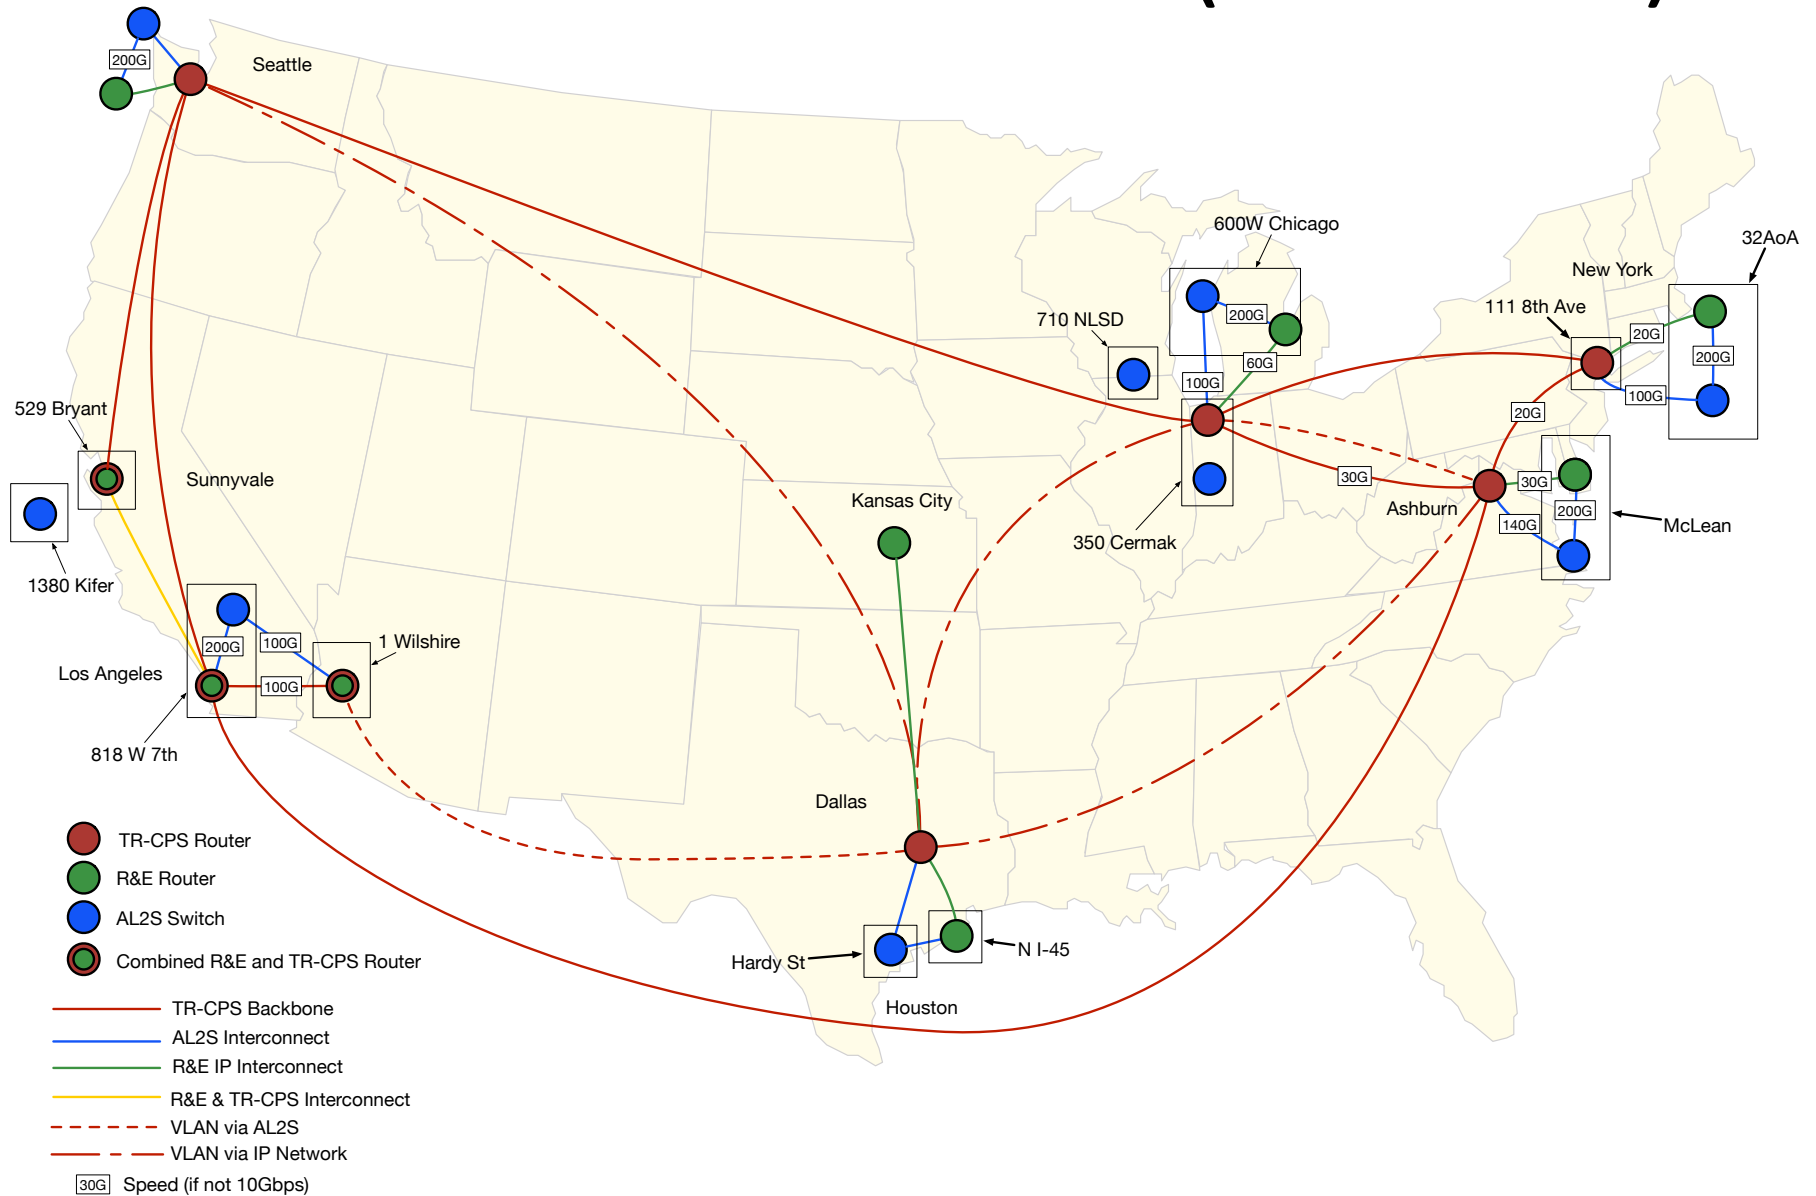 (
)
200G
Seattle
600W Chicago
32AoA
New York
111 8th Ave
710 NLSD
200G
20G
200G
60G
100G
100G
20G
529 Bryant
Sunnyvale
30G
30G
Kansas City
Ashburn
200G
140G
McLean
350 Cermak
1380 Kifer
200G
100G
1 Wilshire
Los Angeles
100G
818 W 7th
Dallas
Hardy St
N I-45
Houston
TR-CPS Router
R&E Router
AL2S Switch
Combined R&E and TR-CPS Router
TR-CPS Backbone
AL2S Interconnect
R&E IP Interconnect
R&E & TR-CPS Interconnect
VLAN via AL2S
VLAN via IP Network
30G Speed (if not 10Gbps)